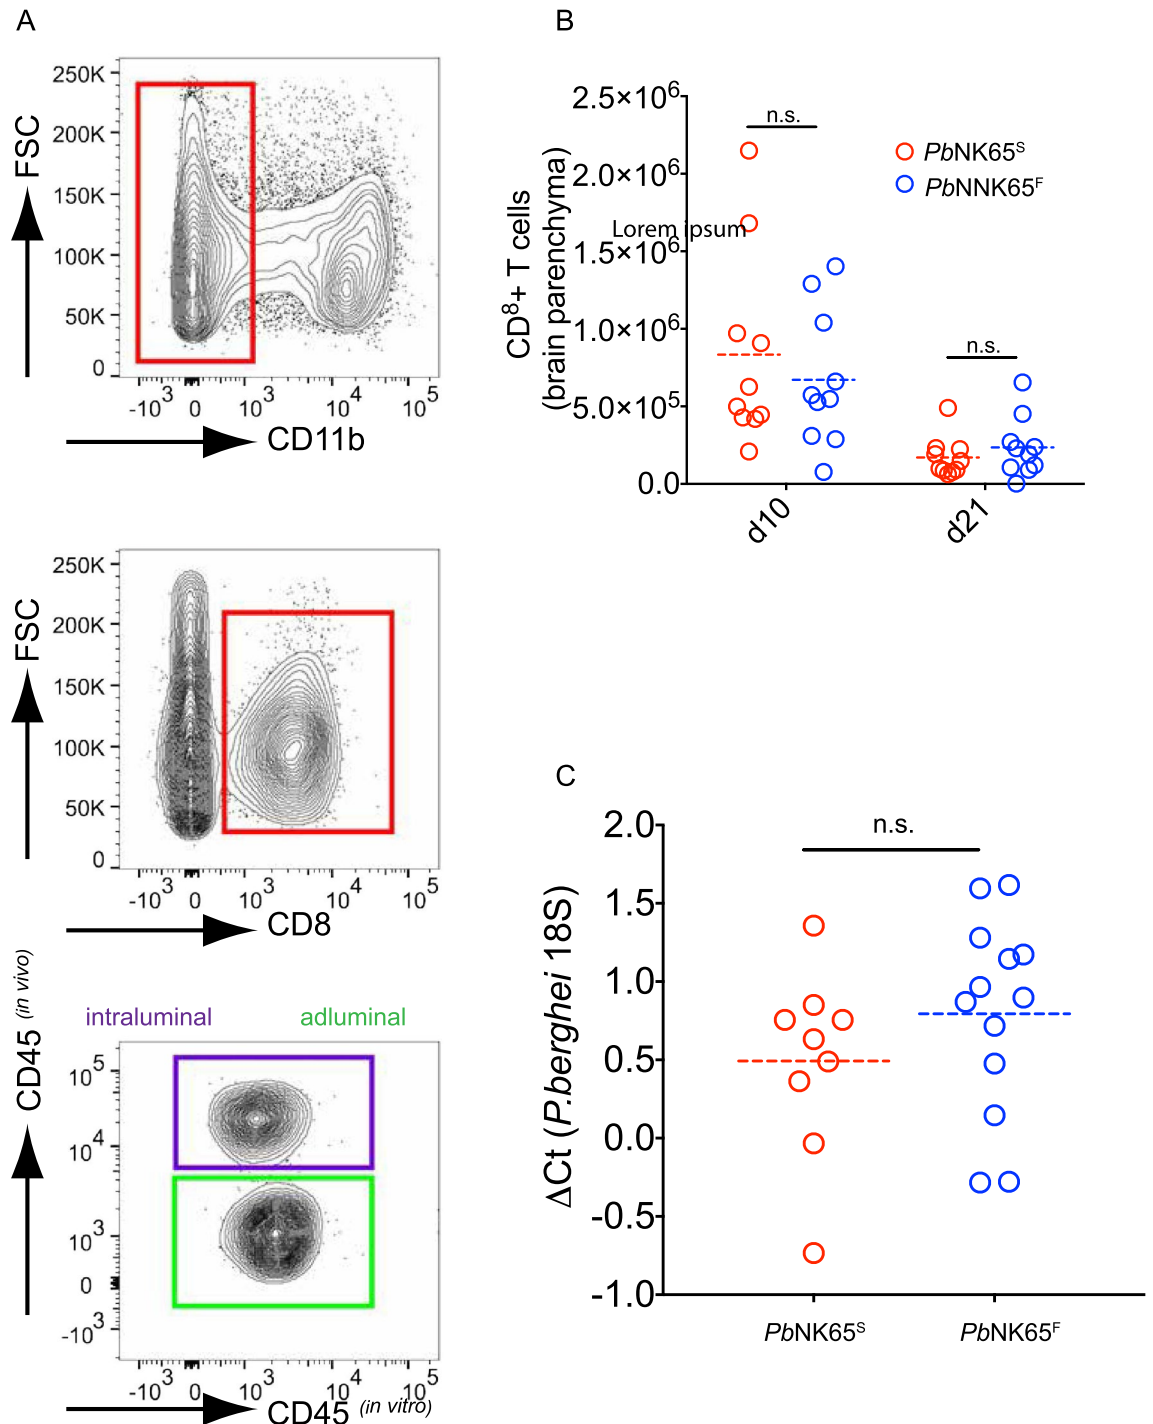 A
FSC
250K
200K
150K
100K
50K
0
-10³ 0 10³ 10⁴ 10⁵
CD11b
FSC
250K
200K
150K
100K
50K
0
-10³ 0 10³ 10⁴ 10⁵
CD8
CD45 (in vivo)
intraluminal adluminal
10⁵
10⁴
10³
0
-10³
-10³ 0 10³ 10⁴ 10⁵
CD45 (in vitro)
B
CD8+ T cells
(brain parenchyma)
2.5×10⁶
2.0×10⁶
1.5×10⁶
1.0×10⁶
5.0×10⁵
0.0
Lorem ipsum
n.s.
n.s.
PbNK65ˢ
PbNNK65ꟳ
d10 d21
C
ΔCt (P.berghei 18S)
2.0
1.5
1.0
0.5
0.0
-0.5
-1.0
n.s.
PbNK65ˢ PbNK65ꟳ